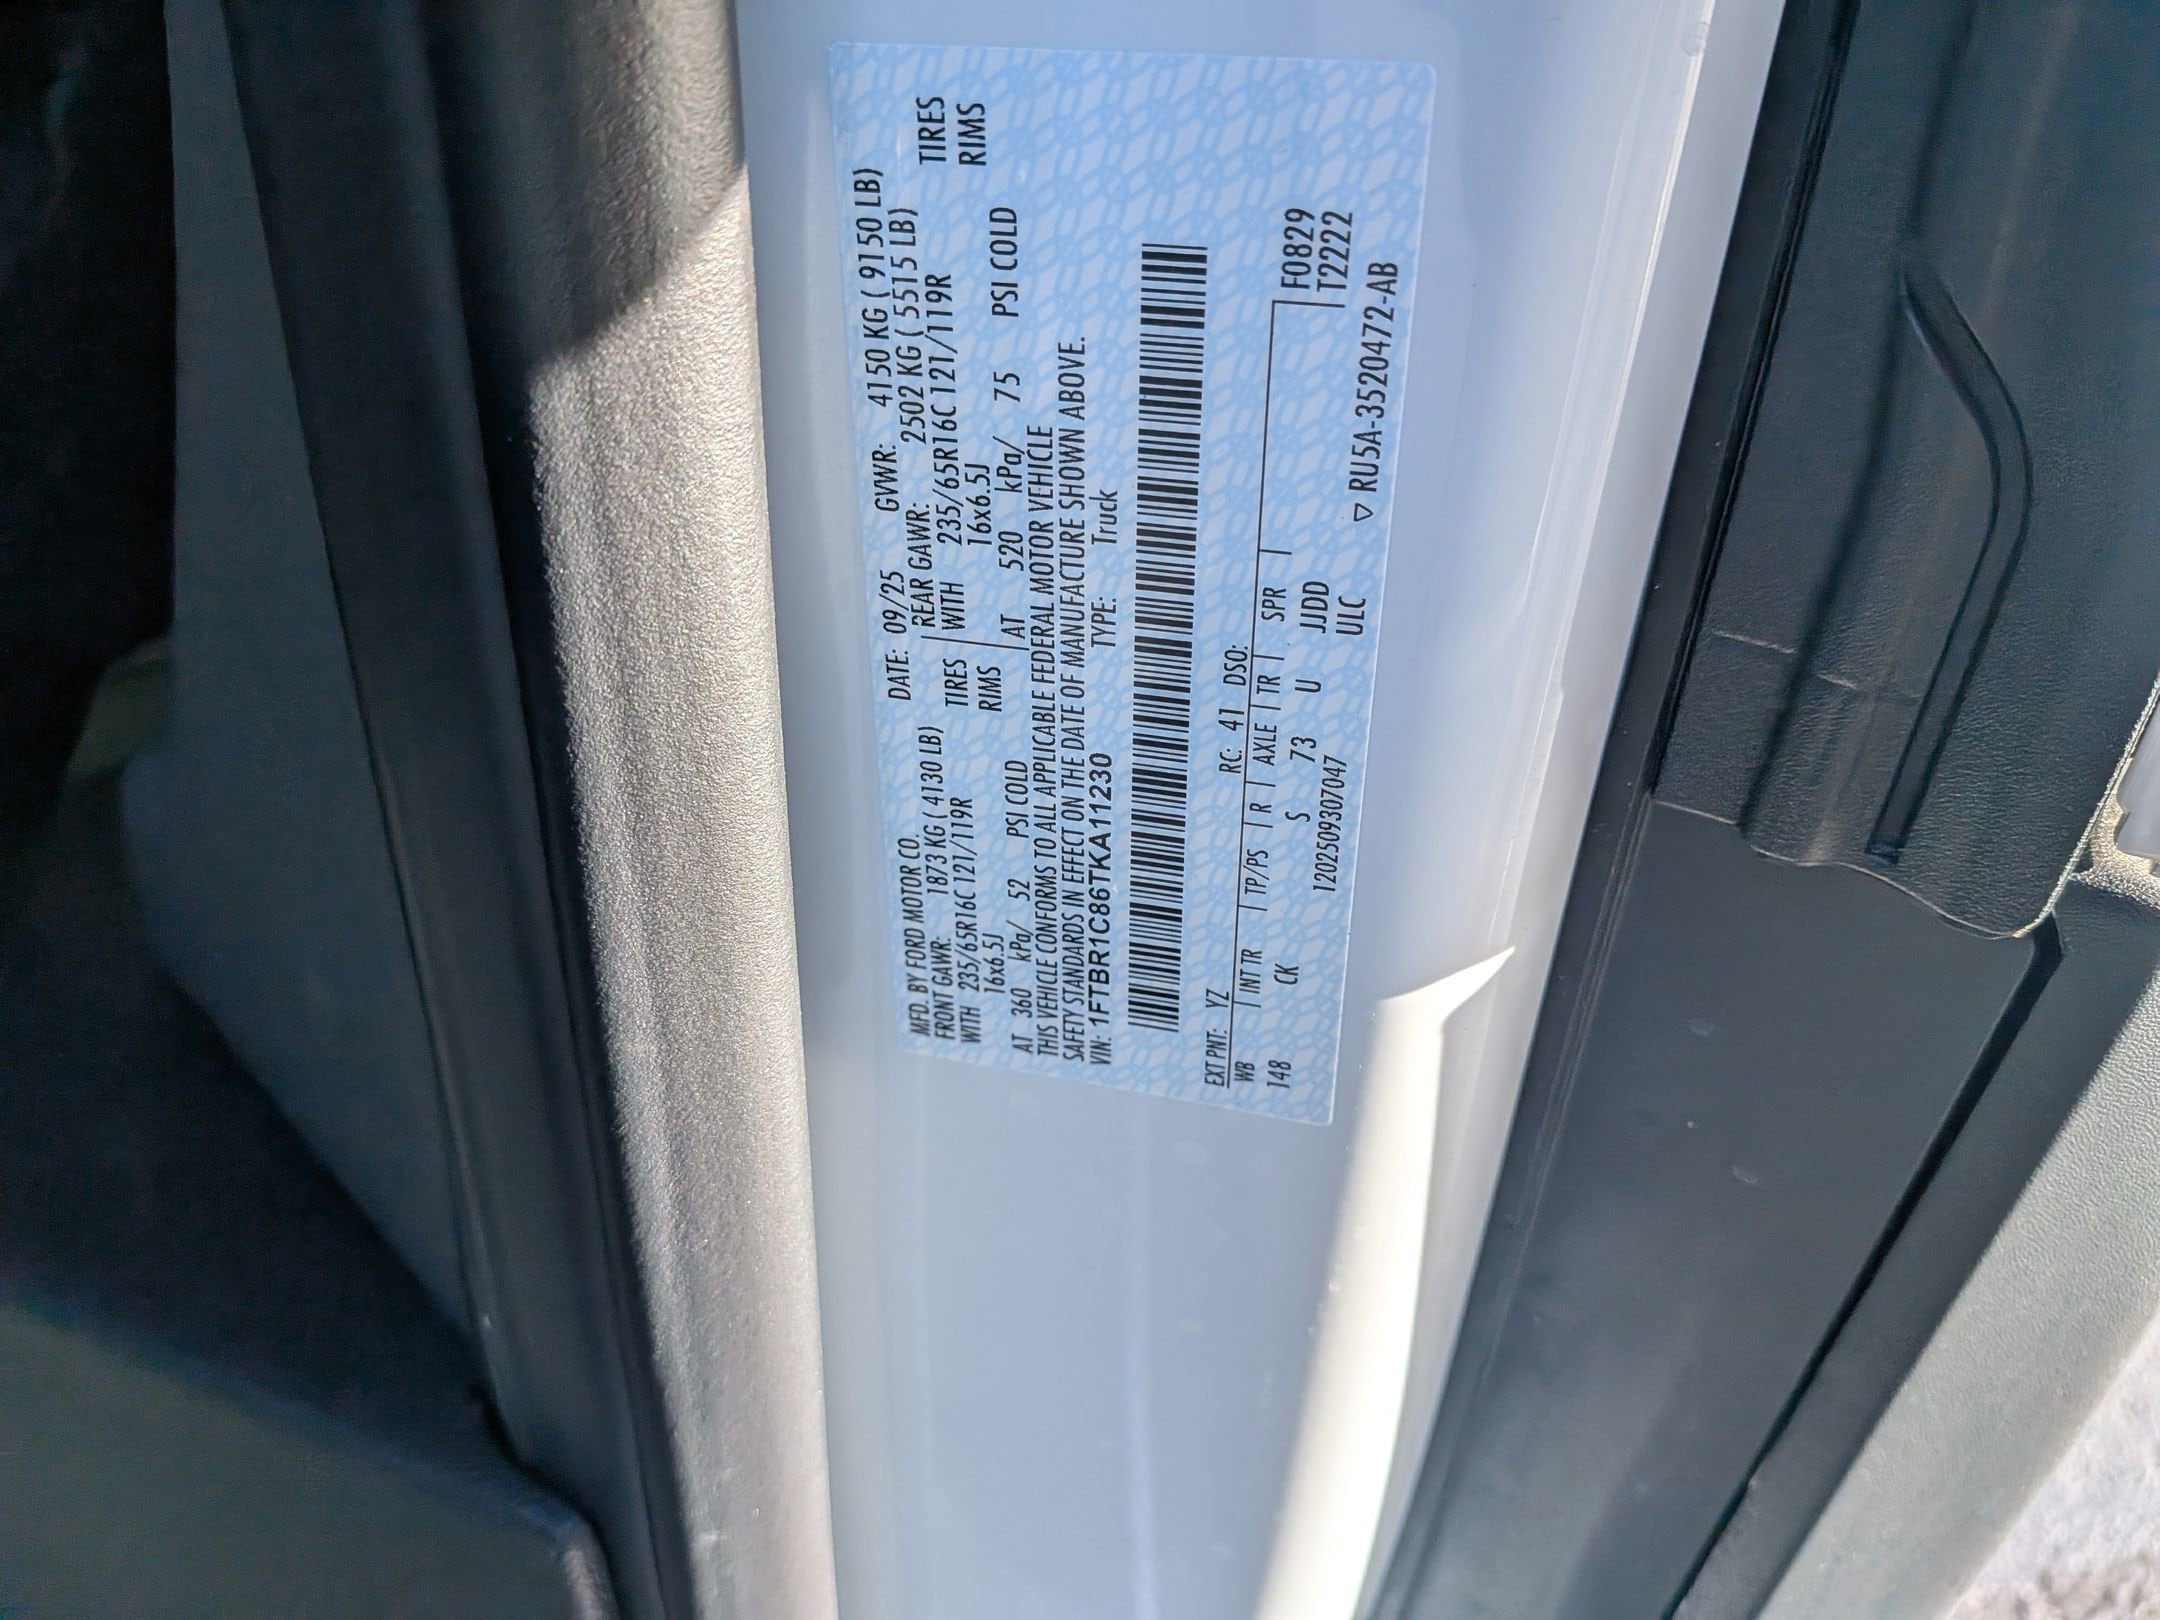 MFD. BY FORD MOTOR CO. DATE: 09/25 GVWR: 4150 KG ( 9150 LB)
FRONT GAWR: 1873 KG ( 4130 LB) REAR GAWR: 2502 KG ( 5515 LB)
WITH 235/65R16C 121/119R TIRES WITH 235/65R16C 121/119R TIRES
16x6.5J RIMS 16x6.5J RIMS
AT 360 kPa/ 52 PSI COLD AT 520 kPa/ 75 PSI COLD
THIS VEHICLE CONFORMS TO ALL APPLICABLE FEDERAL MOTOR VEHICLE
SAFETY STANDARDS IN EFFECT ON THE DATE OF MANUFACTURE SHOWN ABOVE.
VIN: 1FTBR1C86TKA11230 TYPE: Truck
EXT PNT: YZ RC: 41 DSO:
WB INT TR TP/PS R AXLE TR SPR F0829
148 CK S 73 U JJDD T2222
1202509307047 ULC ▽ RU5A-3520472-AB